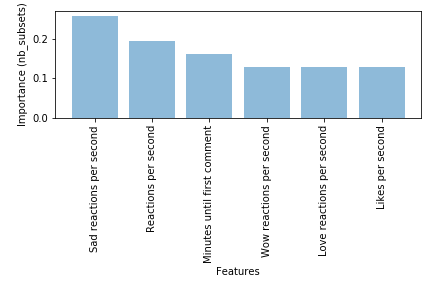 Importance (nb_subsets)
0.2
0.1
0.0
Sad reactions per second
Reactions per second
Minutes until first comment
Wow reactions per second
Love reactions per second
Likes per second
Features